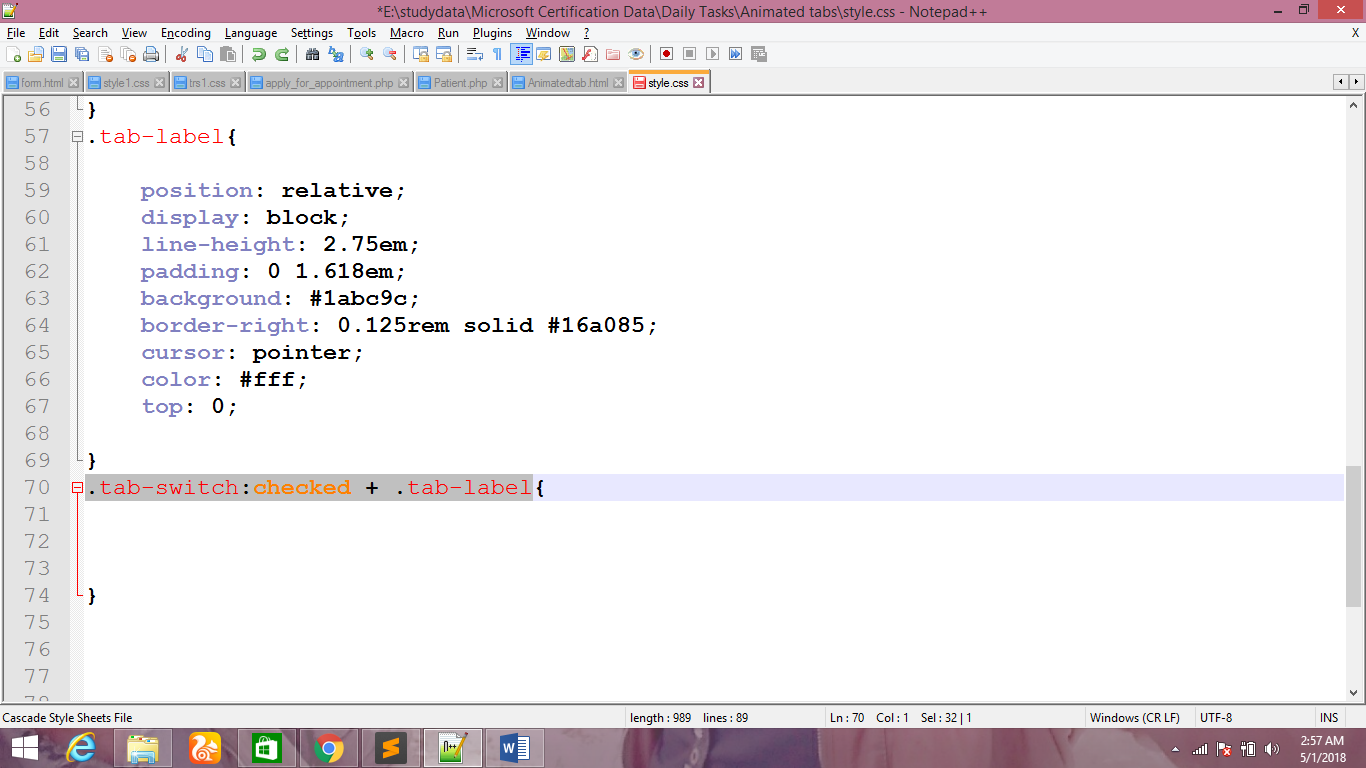 *E:\studydata\Microsoft Certification Data\Daily Tasks\Animated tabs\style.css - Notepad++
File Edit Search View Encoding Language Settings Tools Macro Run Plugins Window ? X
form.html style1.css trs1.css apply_for_appointment.php Patient.php Animatedtab.html style.css
56 }
57 .tab-label{
58
59 position: relative;
60 display: block;
61 line-height: 2.75em;
62 padding: 0 1.618em;
63 background: #1abc9c;
64 border-right: 0.125rem solid #16a085;
65 cursor: pointer;
66 color: #fff;
67 top: 0;
68
69 }
70 .tab-switch:checked + .tab-label{
71
72
73
74 }
75
76
77
Cascade Style Sheets File length : 989 lines : 89 Ln : 70 Col : 1 Sel : 32 | 1 Windows (CR LF) UTF-8 INS
2:57 AM
5/1/2018